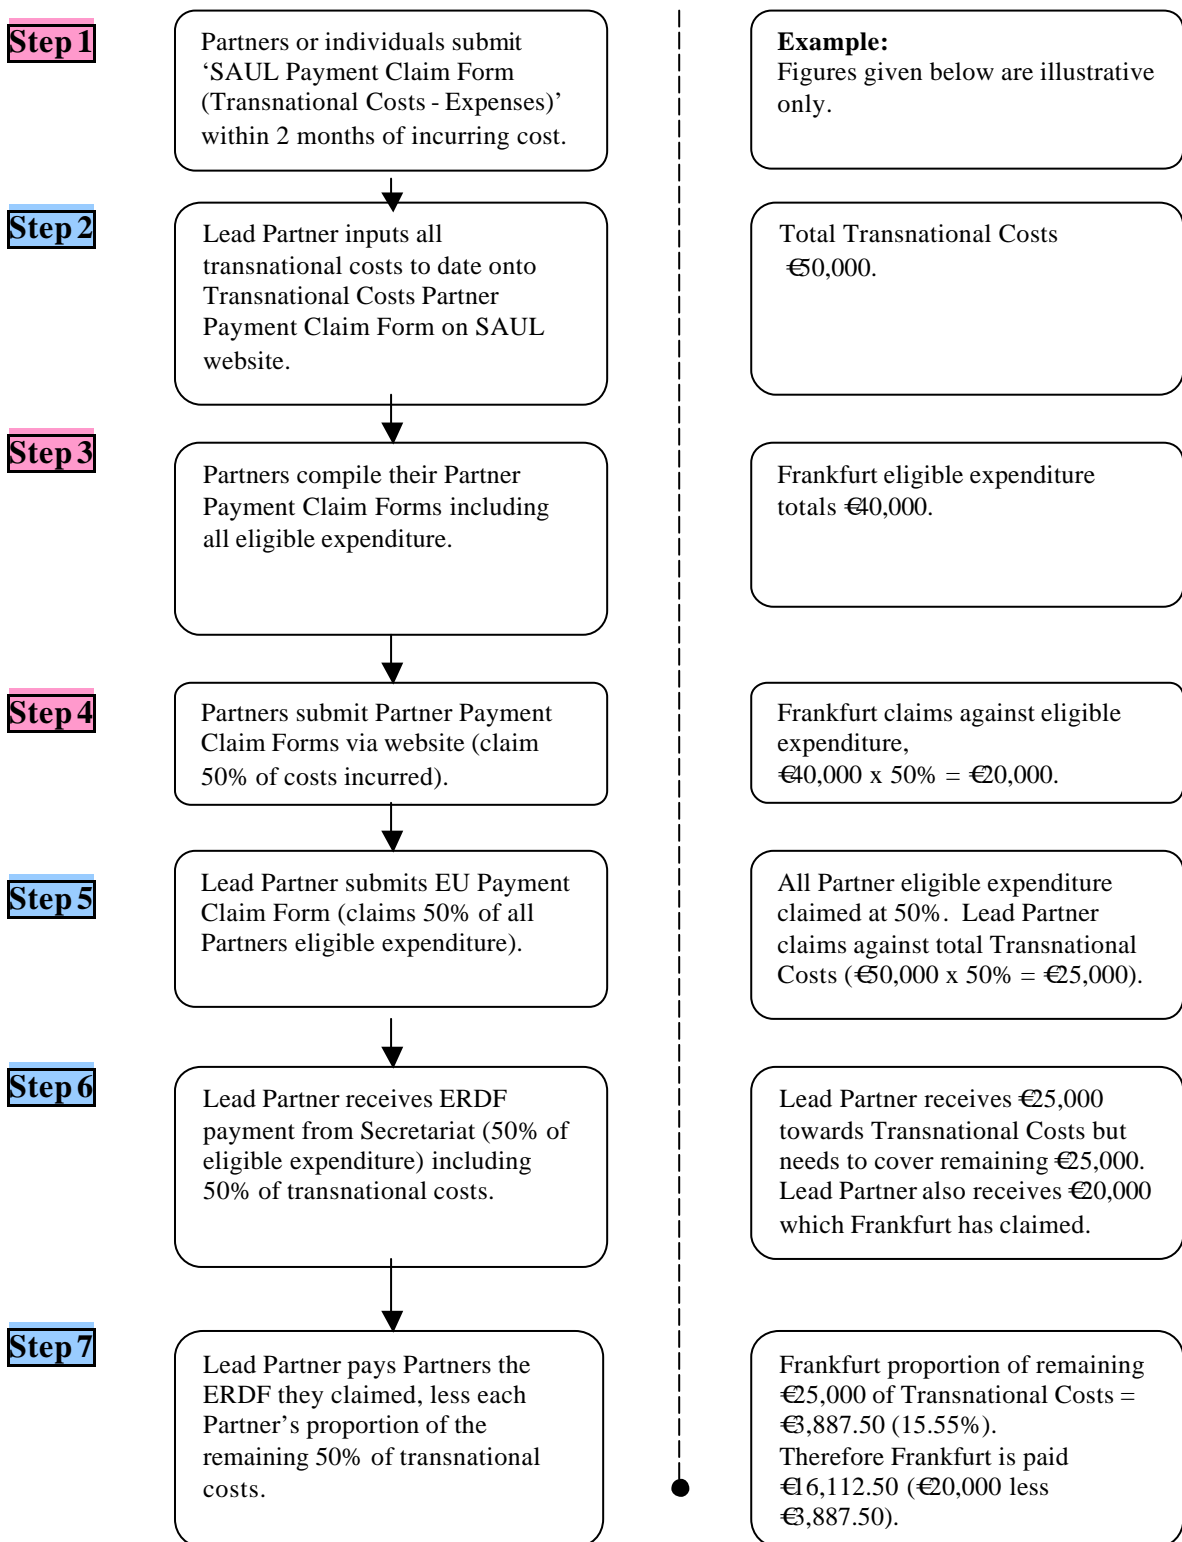 Step 1
Partners or individuals submit
‘SAUL Payment Claim Form
(Transnational Costs - Expenses)’
within 2 months of incurring cost.
Example:
Figures given below are illustrative
only.
Step 2
Lead Partner inputs all
transnational costs to date onto
Transnational Costs Partner
Payment Claim Form on SAUL
website.
Total Transnational Costs
€50,000.
Step 3
Partners compile their Partner
Payment Claim Forms including
all eligible expenditure.
Frankfurt eligible expenditure
totals €40,000.
Step 4
Partners submit Partner Payment
Claim Forms via website (claim
50% of costs incurred).
Frankfurt claims against eligible
expenditure,
€40,000 x 50% = €20,000.
Step 5
Lead Partner submits EU Payment
Claim Form (claims 50% of all
Partners eligible expenditure).
All Partner eligible expenditure
claimed at 50%.  Lead Partner
claims against total Transnational
Costs (€50,000 x 50% = €25,000).
Step 6
Lead Partner receives ERDF
payment from Secretariat (50% of
eligible expenditure) including
50% of transnational costs.
Lead Partner receives €25,000
towards Transnational Costs but
needs to cover remaining €25,000.
Lead Partner also receives €20,000
which Frankfurt has claimed.
Step 7
Lead Partner pays Partners the
ERDF they claimed, less each
Partner’s proportion of the
remaining 50% of transnational
costs.
Frankfurt proportion of remaining
€25,000 of Transnational Costs =
€3,887.50 (15.55%).
Therefore Frankfurt is paid
€16,112.50 (€20,000 less
€3,887.50).